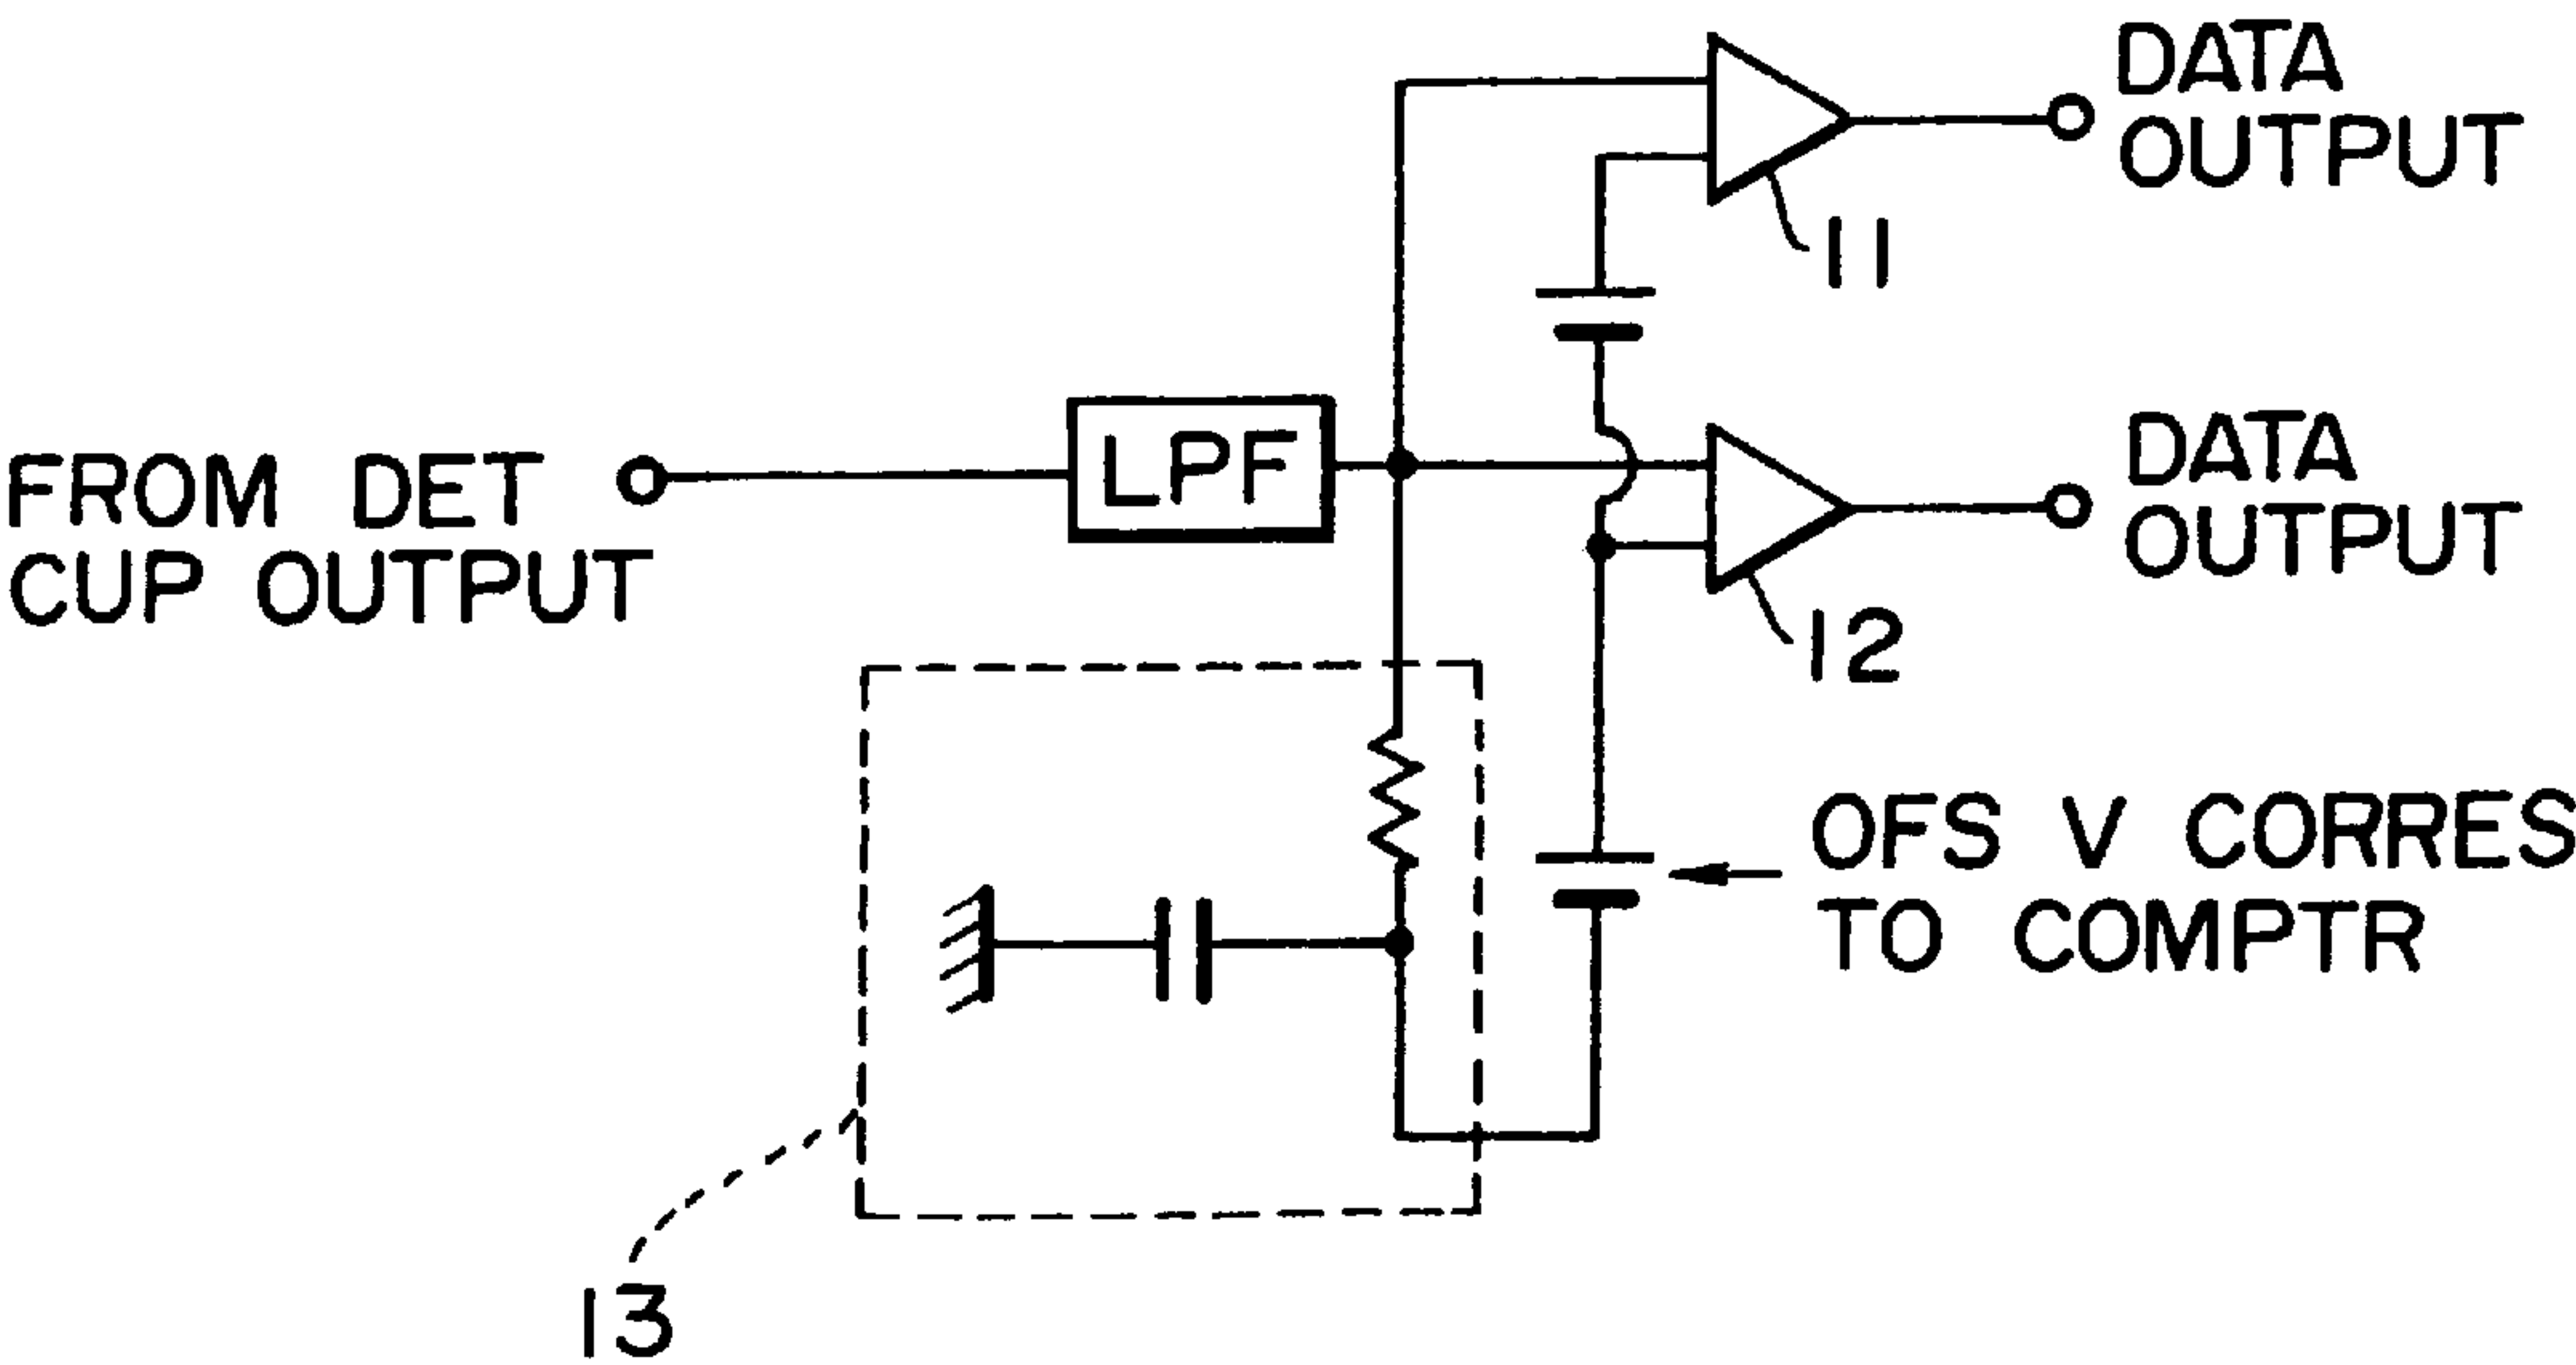 DATA
OUTPUT
11
LPF
FROM DET
CUP OUTPUT
DATA
OUTPUT
12
OFS V CORRES
TO COMPTR
13